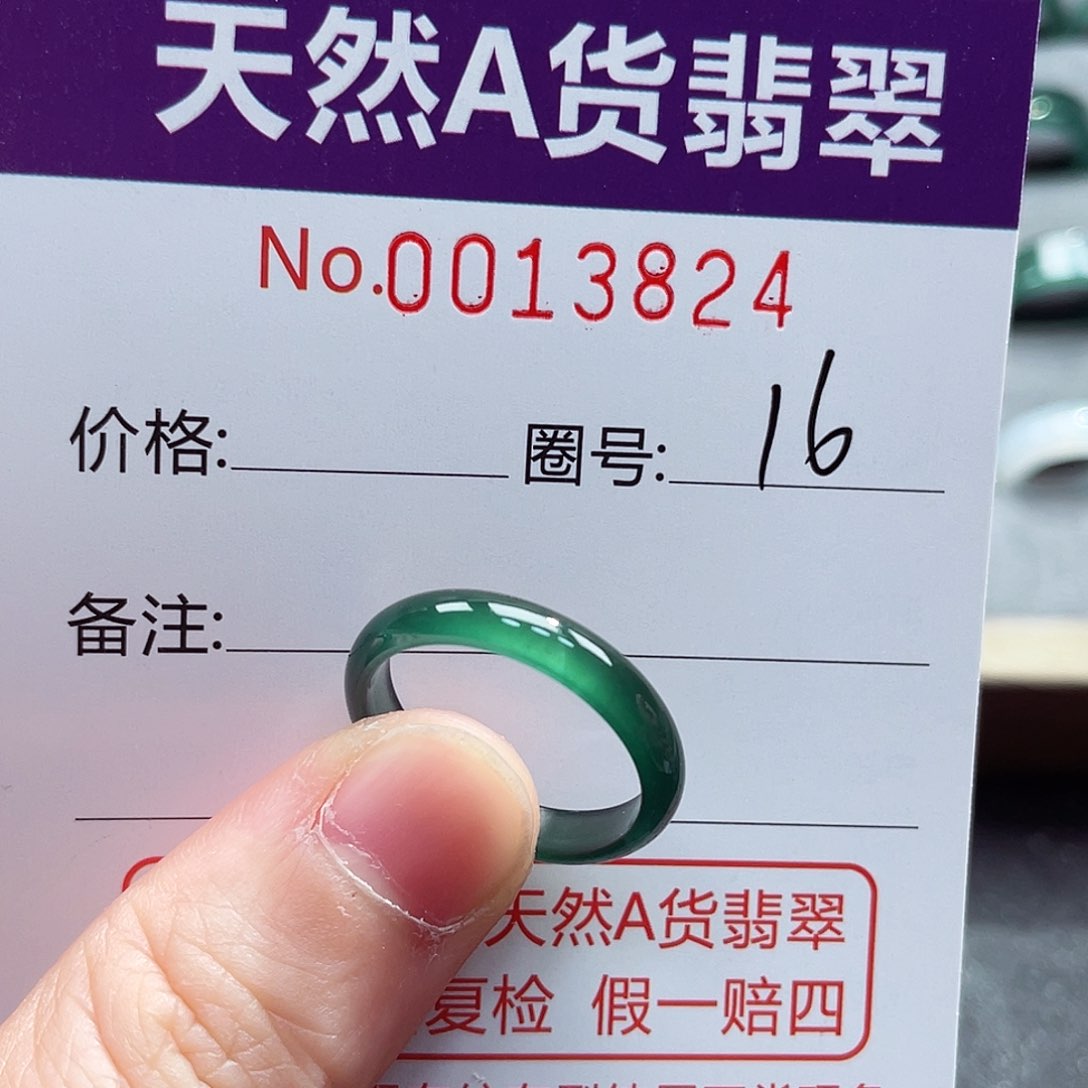 天然A货翡翠
No.0013824
价格: 圈号: 16
备注:
天然A货翡翠
复检 假一赔四